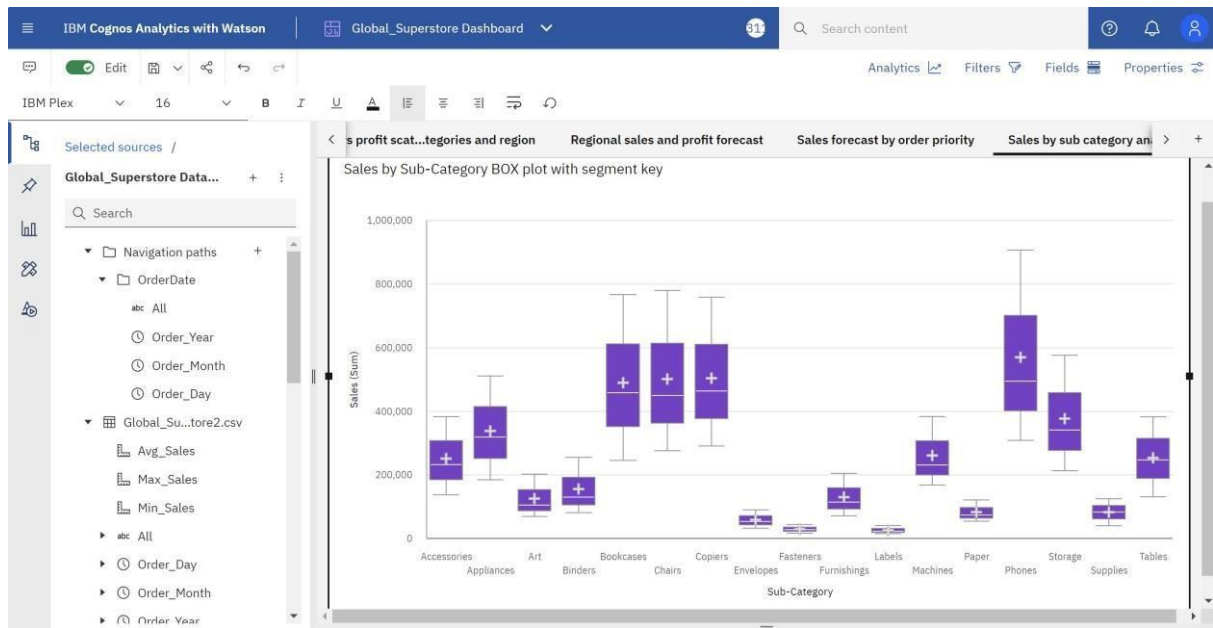 IBM Cognos Analytics with Watson
Global_Superstore Dashboard
311
Search content
Edit
Analytics
Filters
Fields
Properties
IBM Plex
16
B
I
U
A
Selected sources /
s profit scat...tegories and region
Regional sales and profit forecast
Sales forecast by order priority
Sales by sub category an
Global_Superstore Data...
Search
Navigation paths
OrderDate
abc All
Order_Year
Order_Month
Order_Day
Global_Su...tore2.csv
Avg_Sales
Max_Sales
Min_Sales
abc All
Order_Day
Order_Month
Order_Year
Sales by Sub-Category BOX plot with segment key
1,000,000
800,000
600,000
400,000
200,000
0
Sales (Sum)
Accessories
Appliances
Art
Binders
Bookcases
Chairs
Copiers
Envelopes
Fasteners
Furnishings
Labels
Machines
Paper
Phones
Storage
Supplies
Tables
Sub-Category